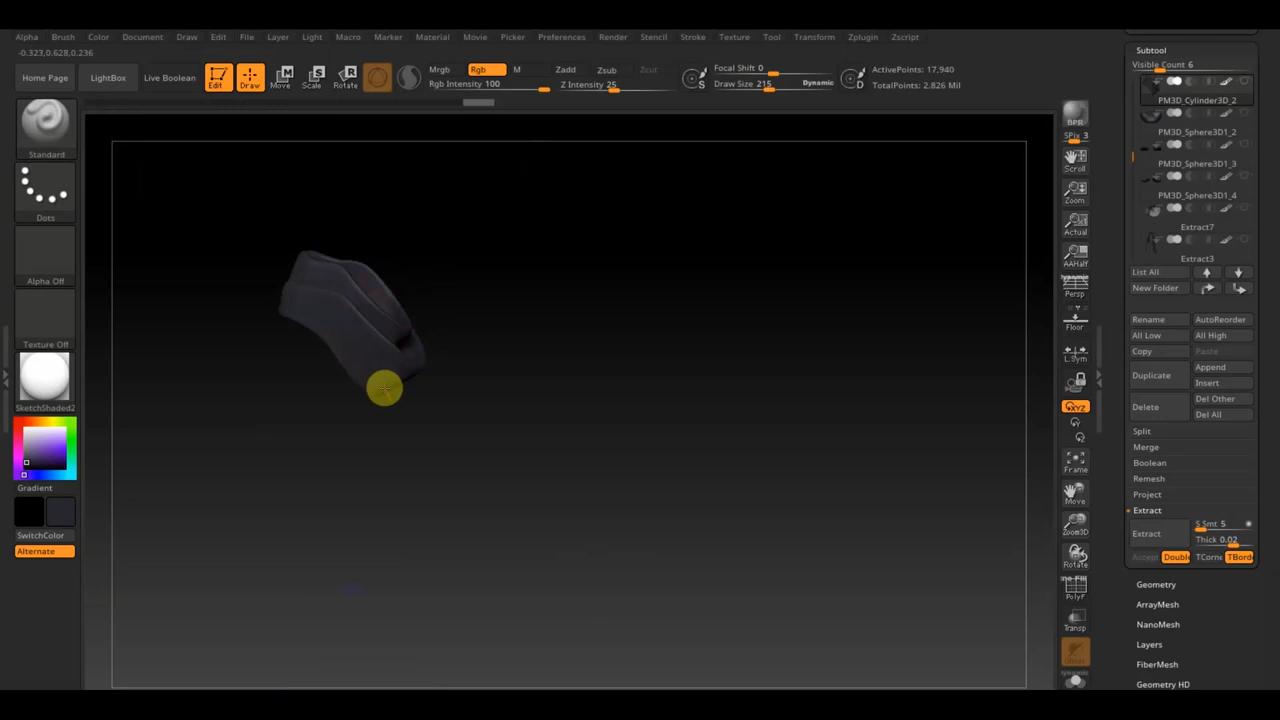 Alpha Brush Color Document Draw Edit File Layer Light Macro Marker Material Movie Picker Preferences Render Stencil Stroke Texture Tool Transform Zplugin Zscript
-0.323,0.628,0.236
Home Page LightBox Live Boolean Edit Draw Move Scale Rotate
Mrgb Rgb M Zadd Zsub Zcut
Rgb Intensity 100 Z Intensity 25
Focal Shift 0
Draw Size 215 Dynamic
ActivePoints: 17,940
TotalPoints: 2.826 Mil
Standard
Dots
Alpha Off
Texture Off
SketchShaded2
Gradient
SwitchColor
Alternate
BPR
SPix 3
Scroll
Zoom
Actual
AAHalf
Persp
Floor
L.Sym
XYZ
Frame
Move
Zoom3D
Rotate
PolyF
Transp
Subtool
Visible Count 6
PM3D_Cylinder3D_2
PM3D_Sphere3D1_2
PM3D_Sphere3D1_3
PM3D_Sphere3D1_4
Extract7
Extract3
List All
New Folder
Rename AutoReorder
All Low All High
Copy Paste
Duplicate Append
Insert
Delete Del Other
Del All
Split
Merge
Boolean
Remesh
Project
Extract
Extract S Smt 5
Thick 0.02
Accept Double TCorne TBorde
Geometry
ArrayMesh
NanoMesh
Layers
FiberMesh
Geometry HD